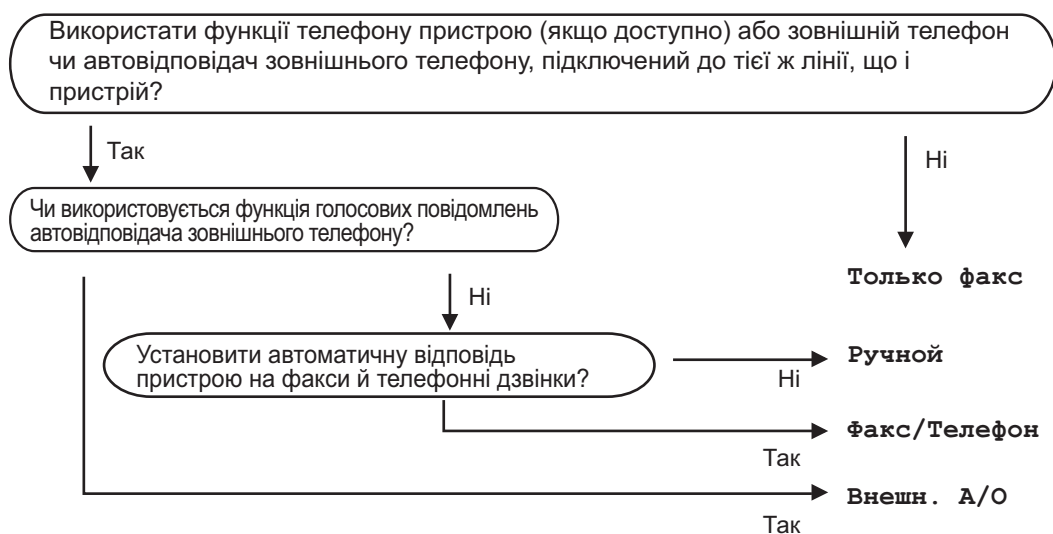 Використати функції телефону пристрою (якщо доступно) або зовнішній телефон
чи автовідповідач зовнішнього телефону, підключений до тієї ж лінії, що і
пристрій?
Так
Ні
Чи використовується функція голосових повідомлень
автовідповідача зовнішнього телефону?
Только факс
Ні
Установити автоматичну відповідь
пристрою на факси й телефонні дзвінки?
Ручной
Ні
Факс/Телефон
Так
Внешн. А/О
Так